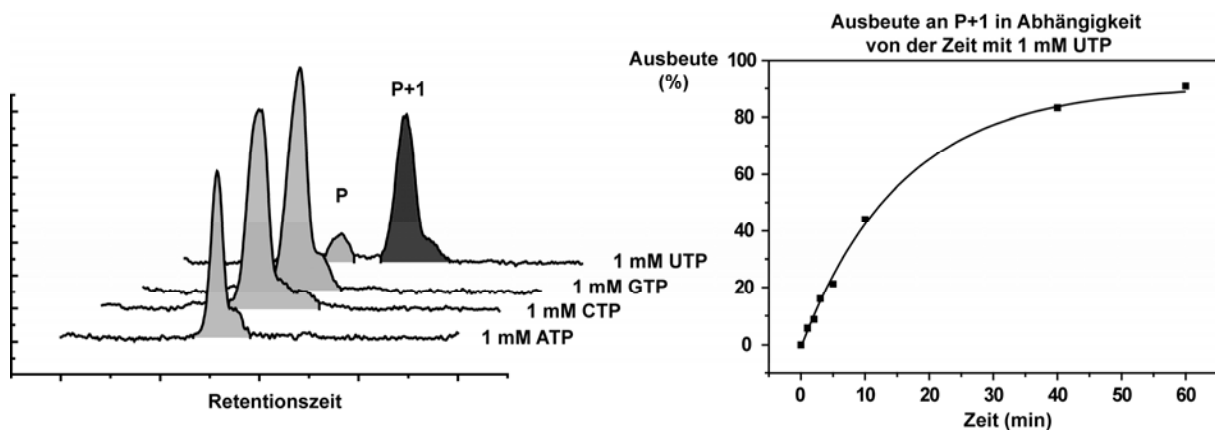 P+1
P
1 mM UTP
1 mM GTP
1 mM CTP
1 mM ATP
Retentionszeit
Ausbeute an P+1 in Abhängigkeit
von der Zeit mit 1 mM UTP
Ausbeute
(%)
100
80
60
40
20
0
0 10 20 30 40 50 60
Zeit (min)